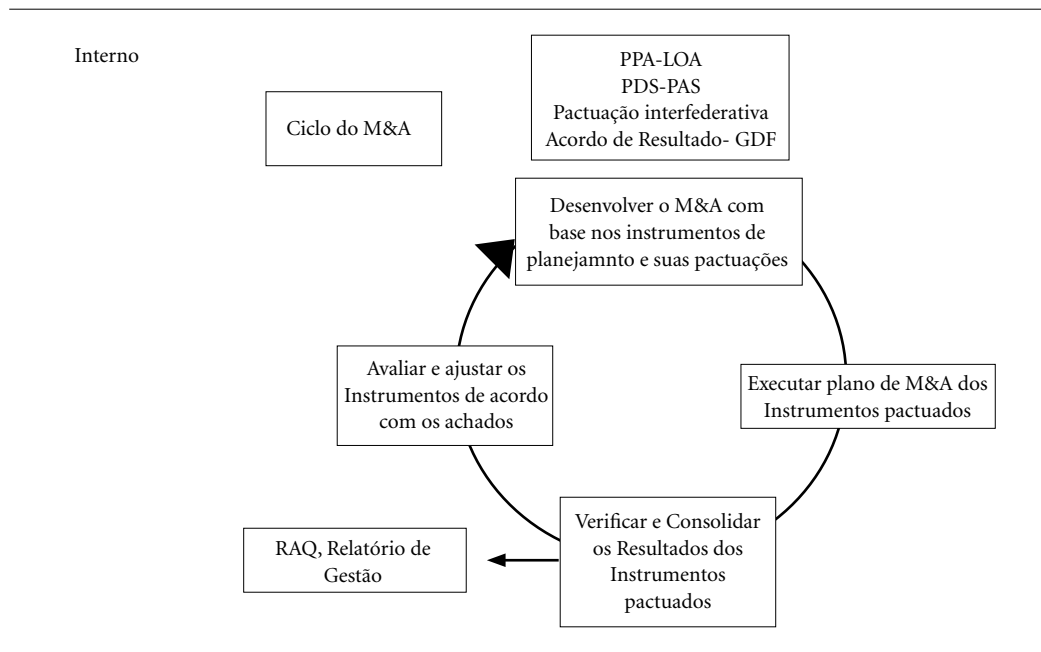 Interno
PPA-LOA
PDS-PAS
Pactuação interfederativa
Acordo de Resultado- GDF
Ciclo do M&A
Desenvolver o M&A com
base nos instrumentos de
planejamnto e suas pactuações
Avaliar e ajustar os
Instrumentos de acordo
com os achados
Executar plano de M&A dos
Instrumentos pactuados
Verificar e Consolidar
os Resultados dos
Instrumentos
pactuados
RAQ, Relatório de
Gestão